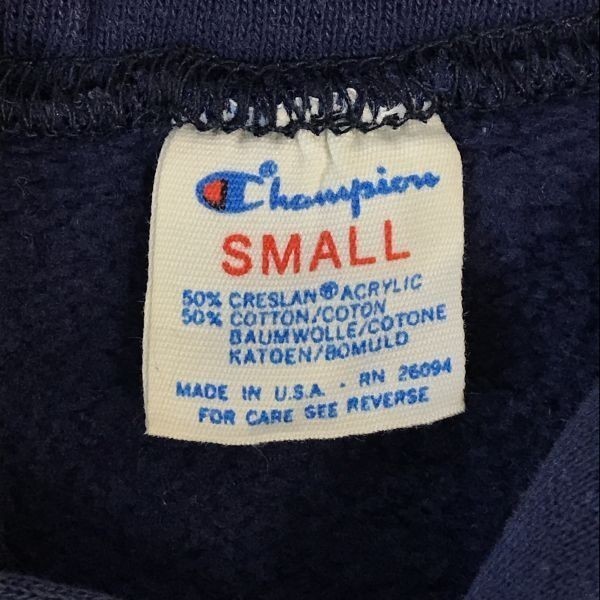 Champion®
SMALL
50% CRESLAN® ACRYLIC
50% COTTON/COTON
BAUMWOLLE/COTONE
KATOEN/BOMULD
MADE IN U.S.A. - RN 26094
FOR CARE SEE REVERSE